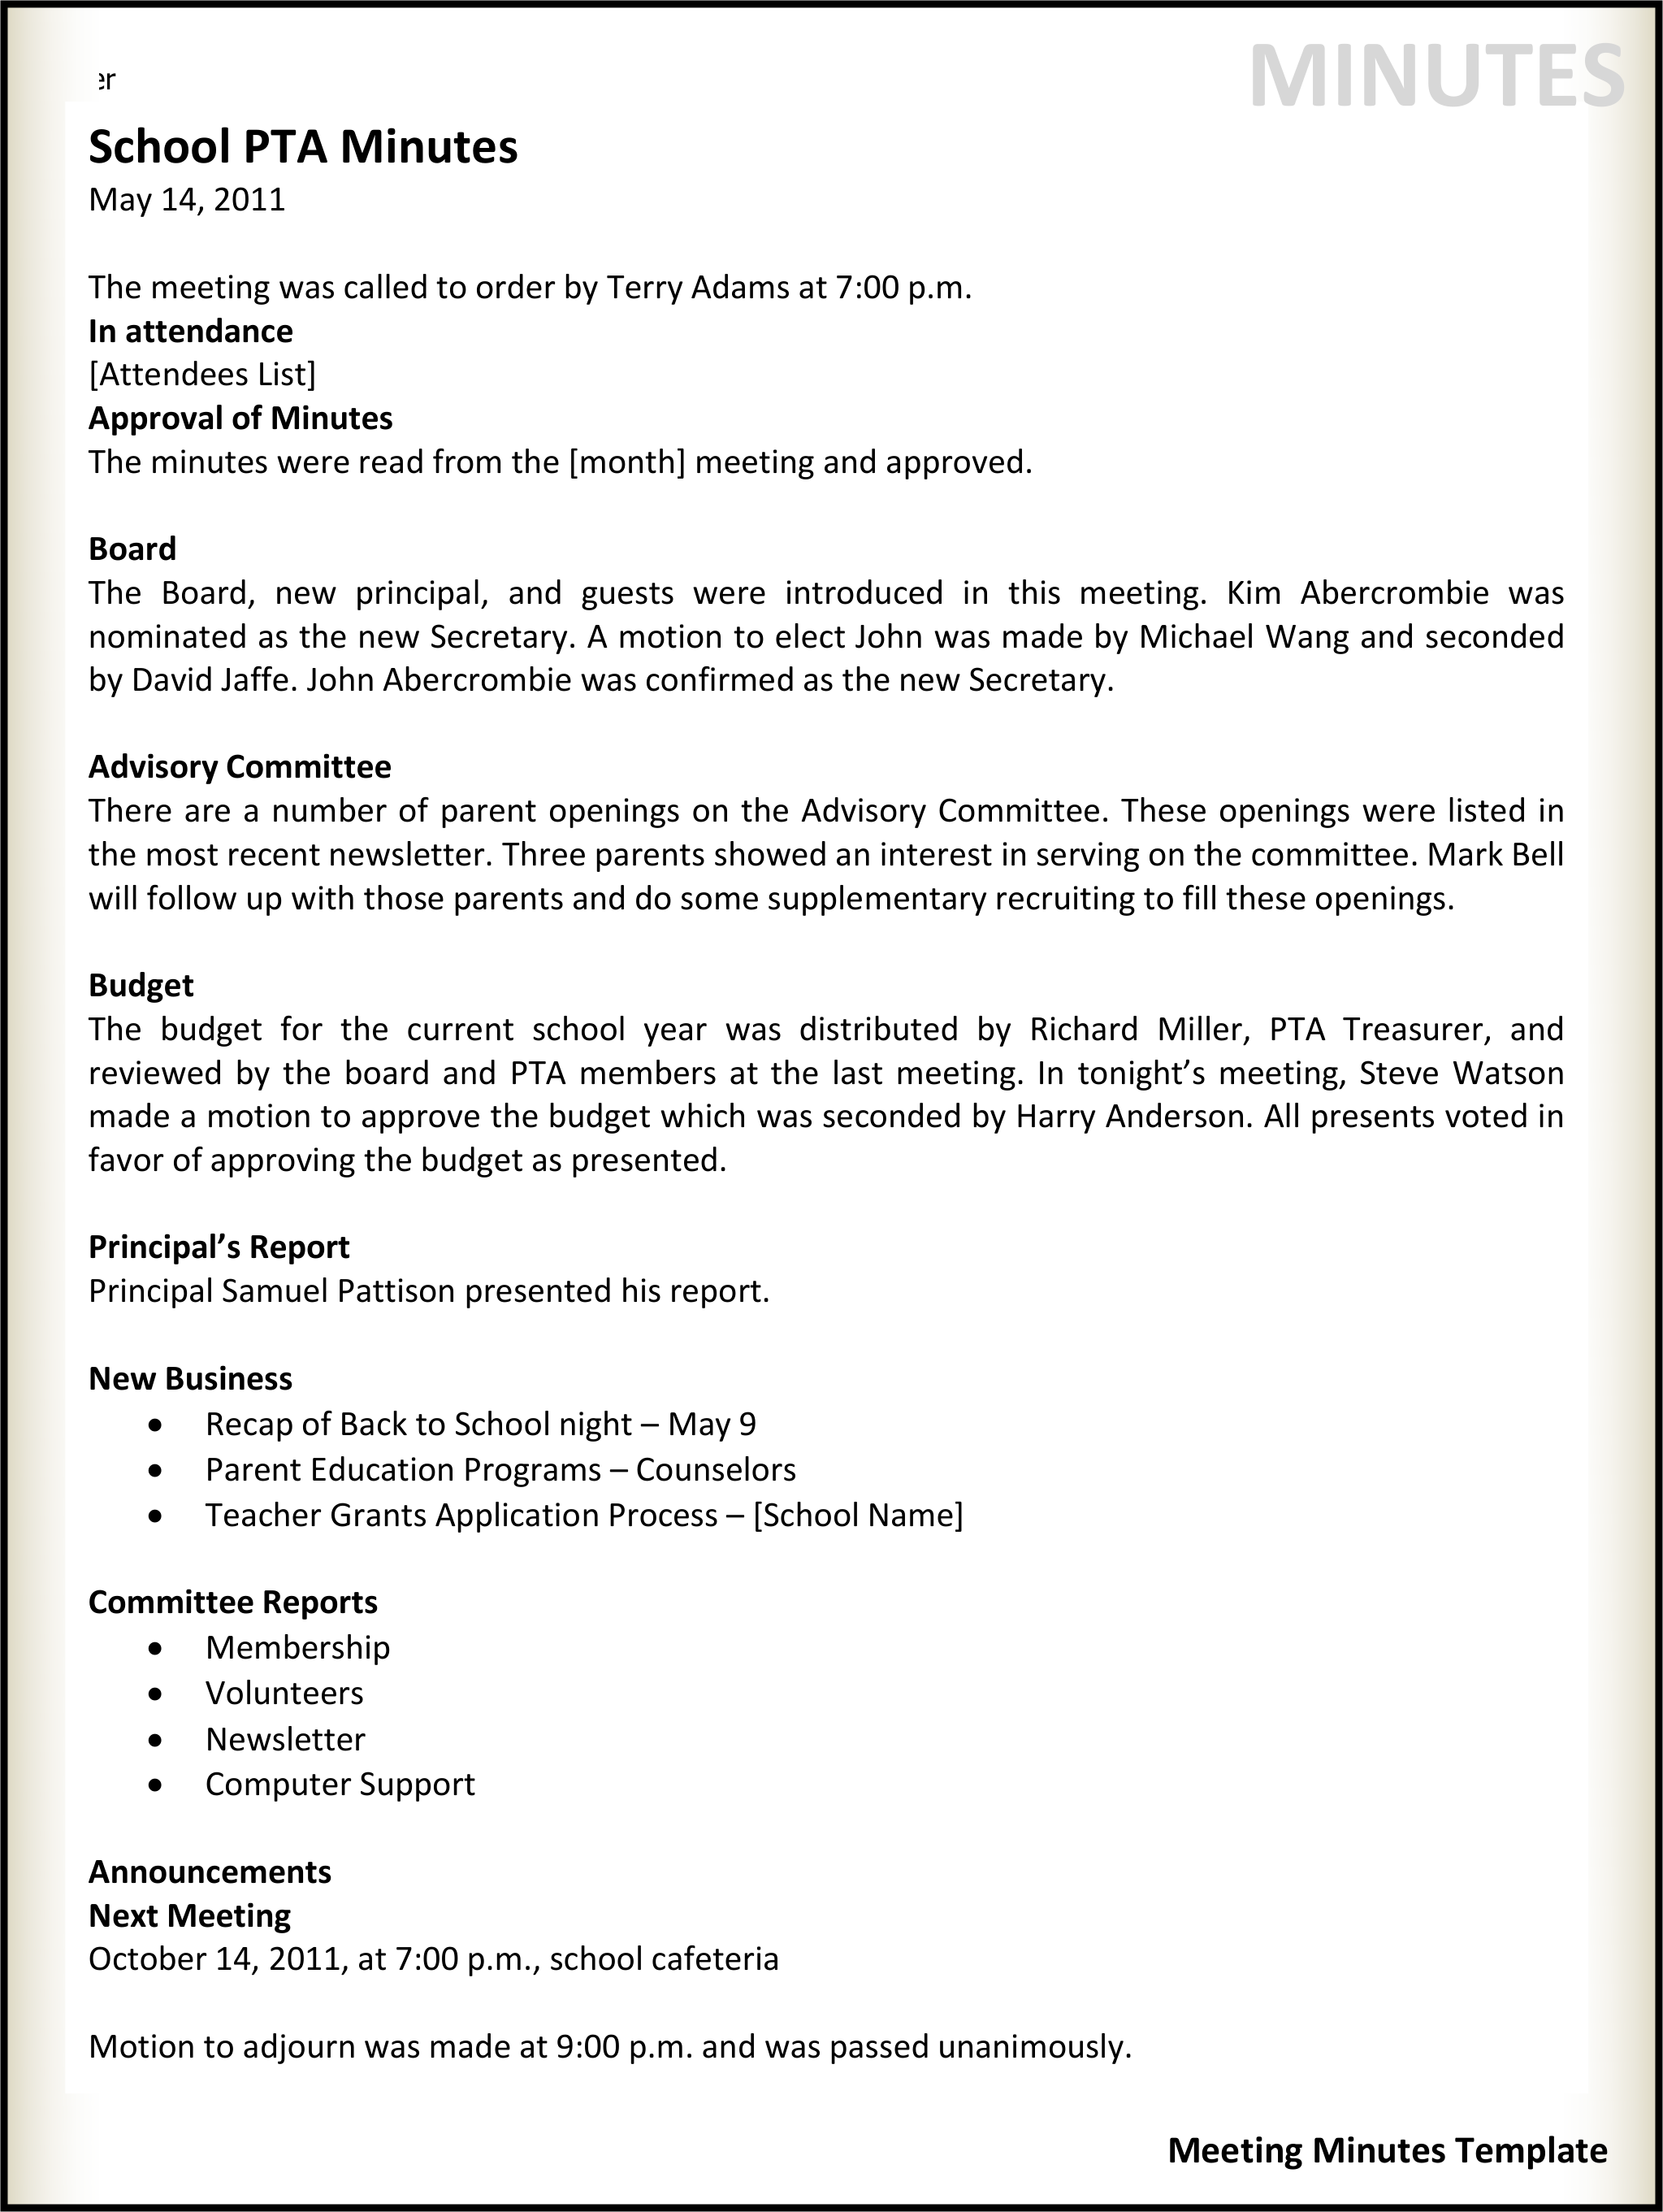 MINUTES
er
School PTA Minutes
May 14, 2011
The meeting was called to order by Terry Adams at 7:00 p.m.
In attendance
[Attendees List]
Approval of Minutes
The minutes were read from the [month] meeting and approved.
Board
The Board, new principal, and guests were introduced in this meeting. Kim Abercrombie was
nominated as the new Secretary. A motion to elect John was made by Michael Wang and seconded
by David Jaffe. John Abercrombie was confirmed as the new Secretary.
Advisory Committee
There are a number of parent openings on the Advisory Committee. These openings were listed in
the most recent newsletter. Three parents showed an interest in serving on the committee. Mark Bell
will follow up with those parents and do some supplementary recruiting to fill these openings.
Budget
The budget for the current school year was distributed by Richard Miller, PTA Treasurer, and
reviewed by the board and PTA members at the last meeting. In tonight’s meeting, Steve Watson
made a motion to approve the budget which was seconded by Harry Anderson. All presents voted in
favor of approving the budget as presented.
Principal’s Report
Principal Samuel Pattison presented his report.
New Business
• Recap of Back to School night – May 9
• Parent Education Programs – Counselors
• Teacher Grants Application Process – [School Name]
Committee Reports
• Membership
• Volunteers
• Newsletter
• Computer Support
Announcements
Next Meeting
October 14, 2011, at 7:00 p.m., school cafeteria
Motion to adjourn was made at 9:00 p.m. and was passed unanimously.
Meeting Minutes Template